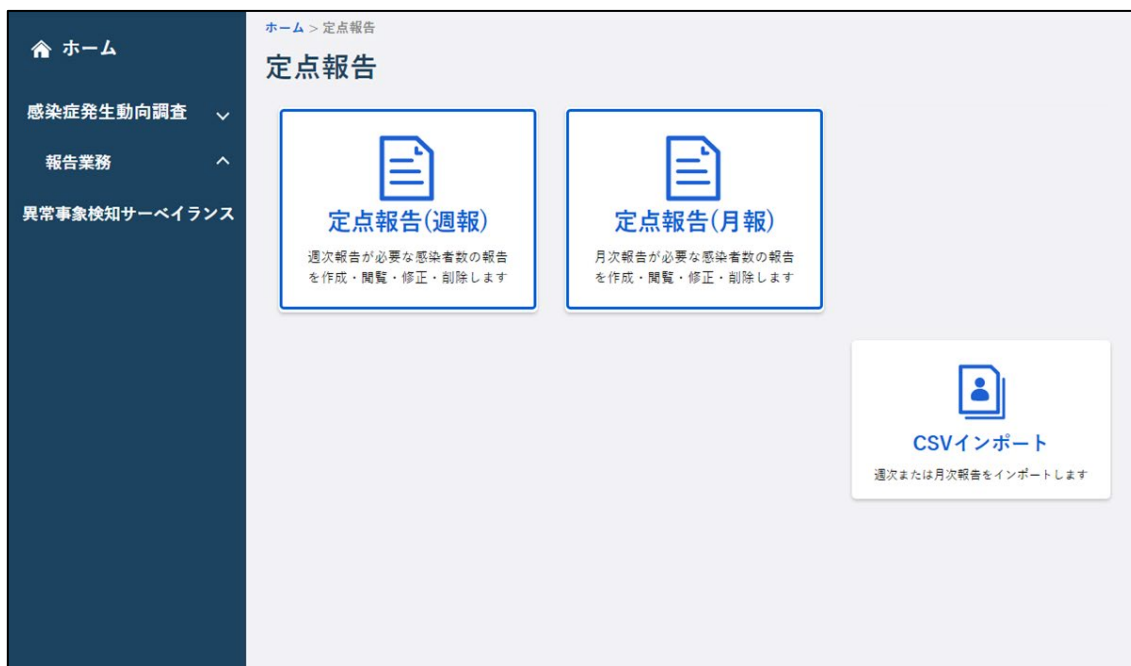 ホーム
感染症発生動向調査
報告業務
異常事象検知サーベイランス
ホーム > 定点報告
定点報告
定点報告(週報)
週次報告が必要な感染者数の報告
を作成・閲覧・修正・削除します
定点報告(月報)
月次報告が必要な感染者数の報告
を作成・閲覧・修正・削除します
CSVインポート
週次または月次報告をインポートします